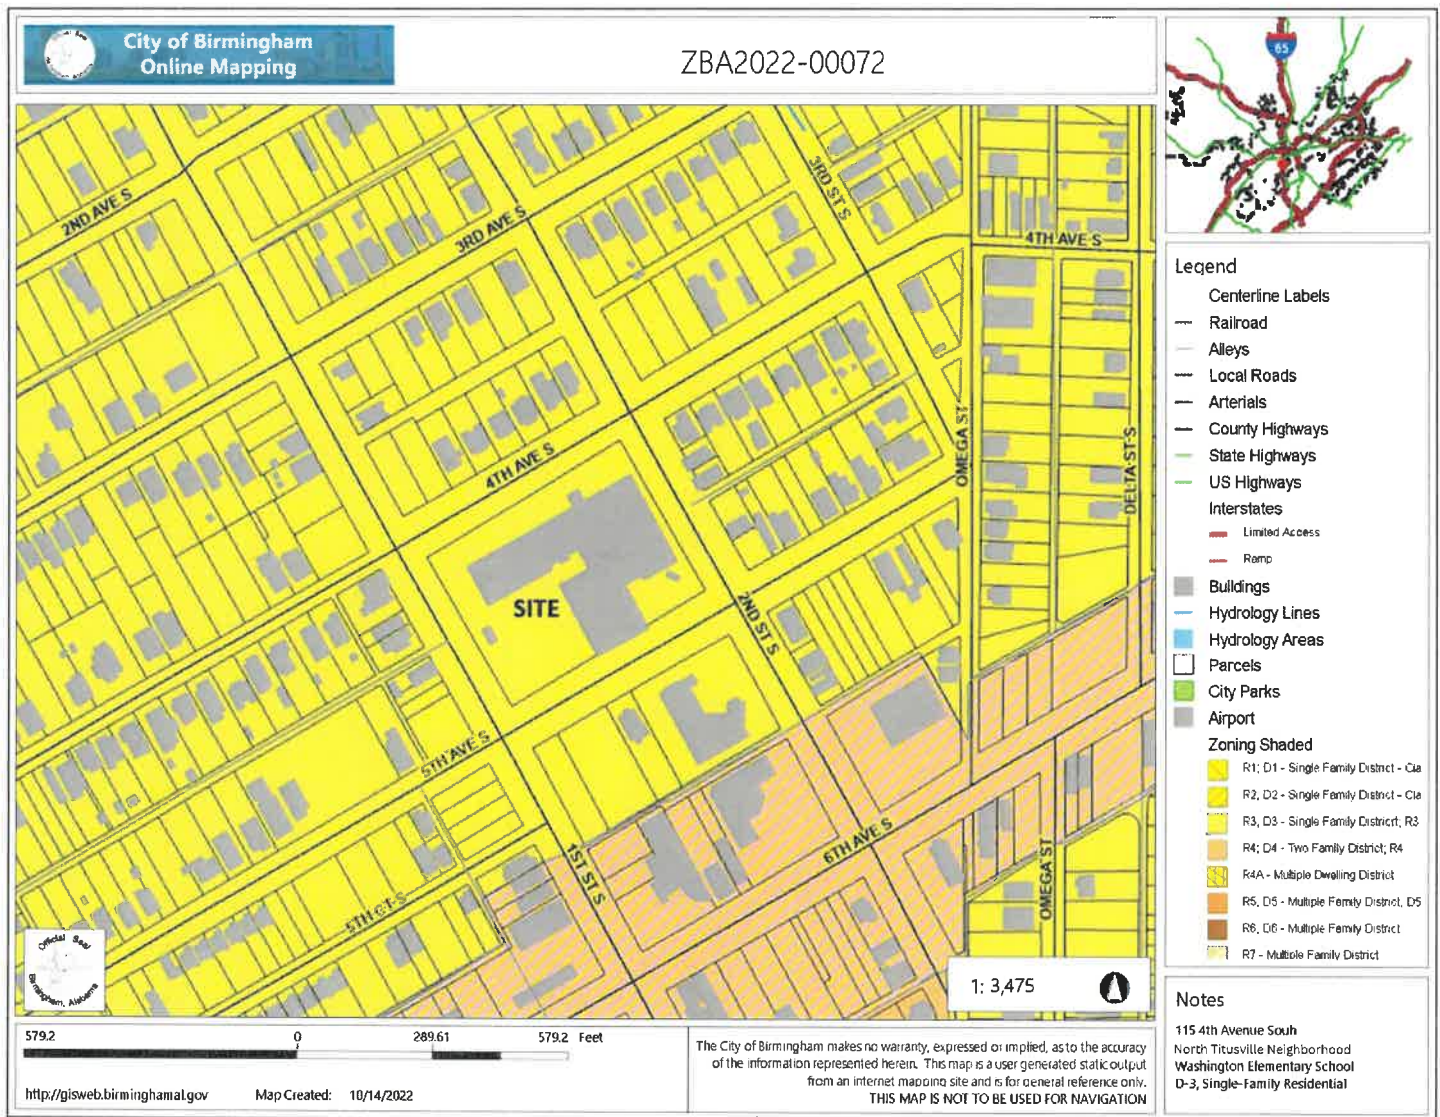 City of Birmingham
Online Mapping
ZBA2022-00072
65
2ND AVE S
3RD AVE S
3RD ST S
4TH AVE S
4TH AVE S
OMEGA ST
DELTA ST S
SITE
2ND ST S
5TH AVE S
1ST ST S
6TH AVE S
5TH CT S
OMEGA ST
Official Seal
Birmingham, Alabama
1: 3,475
Legend
Centerline Labels
Railroad
Alleys
Local Roads
Arterials
County Highways
State Highways
US Highways
Interstates
Limited Access
Ramp
Buildings
Hydrology Lines
Hydrology Areas
Parcels
City Parks
Airport
Zoning Shaded
R1; D1 - Single Family District - Cla
R2, D2 - Single Family District - Cla
R3, D3 - Single Family District; R3
R4; D4 - Two Family District; R4
R4A - Multiple Dwelling District
R5, D5 - Multiple Family District, D5
R6, D6 - Multiple Family District
R7 - Multiple Family District
Notes
115 4th Avenue Souh
North Titusville Neighborhood
Washington Elementary School
D-3, Single-Family Residential
579.2 0 289.61 579.2 Feet
http://gisweb.birminghamal.gov Map Created: 10/14/2022
The City of Birmingham makes no warranty, expressed or implied, as to the accuracy
of the information represented herein. This map is a user generated static output
from an internet mapping site and is for general reference only.
THIS MAP IS NOT TO BE USED FOR NAVIGATION